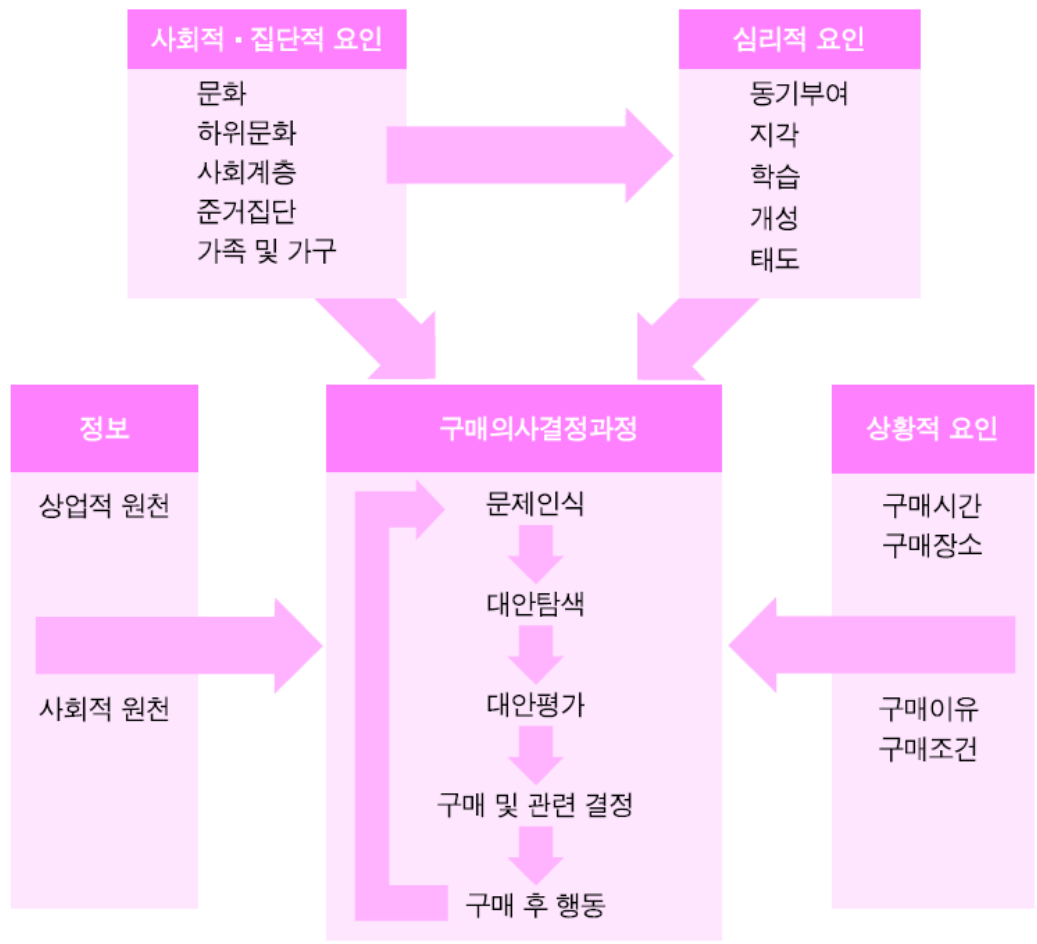 사회적·집단적 요인
문화
하위문화
사회계층
준거집단
가족 및 가구
심리적 요인
동기부여
지각
학습
개성
태도
정보
상업적 원천
사회적 원천
구매의사결정과정
문제인식
대안탐색
대안평가
구매 및 관련 결정
구매 후 행동
상황적 요인
구매시간
구매장소
구매이유
구매조건